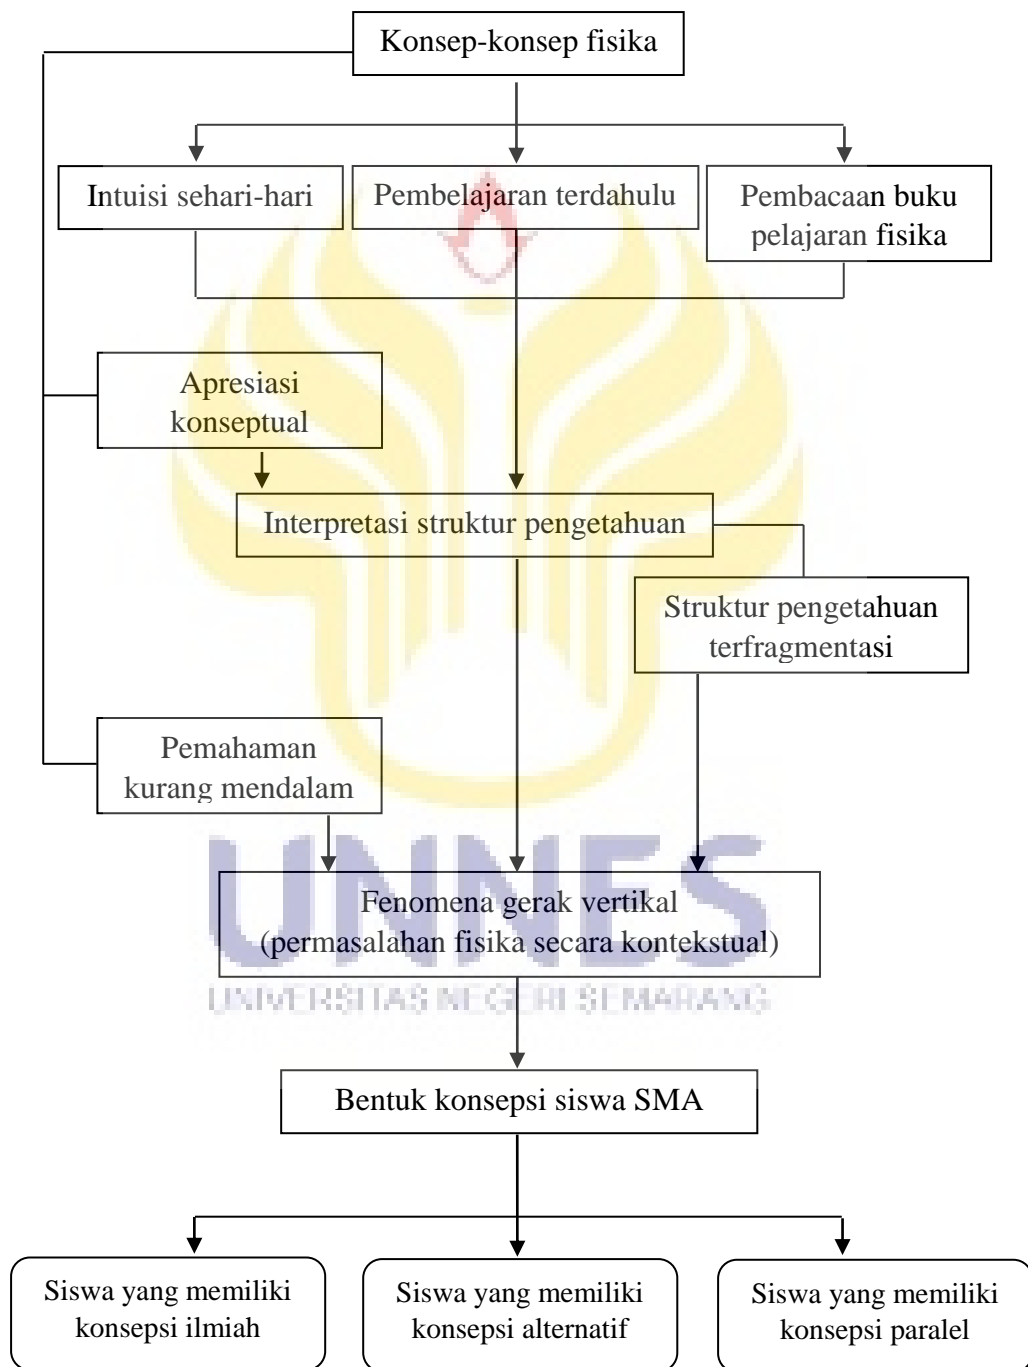 Konsep-konsep fisika
Intuisi sehari-hari
Pembelajaran terdahulu
Pembacaan buku
pelajaran fisika
Apresiasi
konseptual
Interpretasi struktur pengetahuan
Struktur pengetahuan
terfragmentasi
Pemahaman
kurang mendalam
UNNES
Fenomena gerak vertikal
(permasalahan fisika secara kontekstual)
UNIVERSITAS NEGERI SEMARANG
Bentuk konsepsi siswa SMA
Siswa yang memiliki
konsepsi ilmiah
Siswa yang memiliki
konsepsi alternatif
Siswa yang memiliki
konsepsi paralel